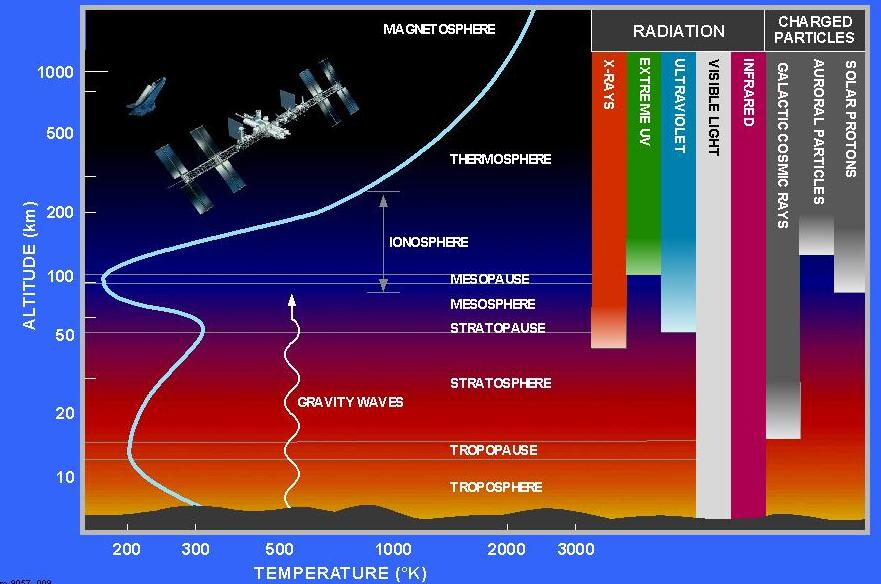 MAGNETOSPHERE
RADIATION
CHARGED
PARTICLES
X-RAYS
EXTREME UV
ULTRAVIOLET
VISIBLE LIGHT
INFRARED
GALACTIC COSMIC RAYS
AURORAL PARTICLES
SOLAR PROTONS
1000
500
200
100
50
20
10
ALTITUDE (km)
THERMOSPHERE
IONOSPHERE
MESOPAUSE
MESOSPHERE
STRATOPAUSE
STRATOSPHERE
GRAVITY WAVES
TROPOPAUSE
TROPOSPHERE
200 300 500 1000 2000 3000
TEMPERATURE (°K)